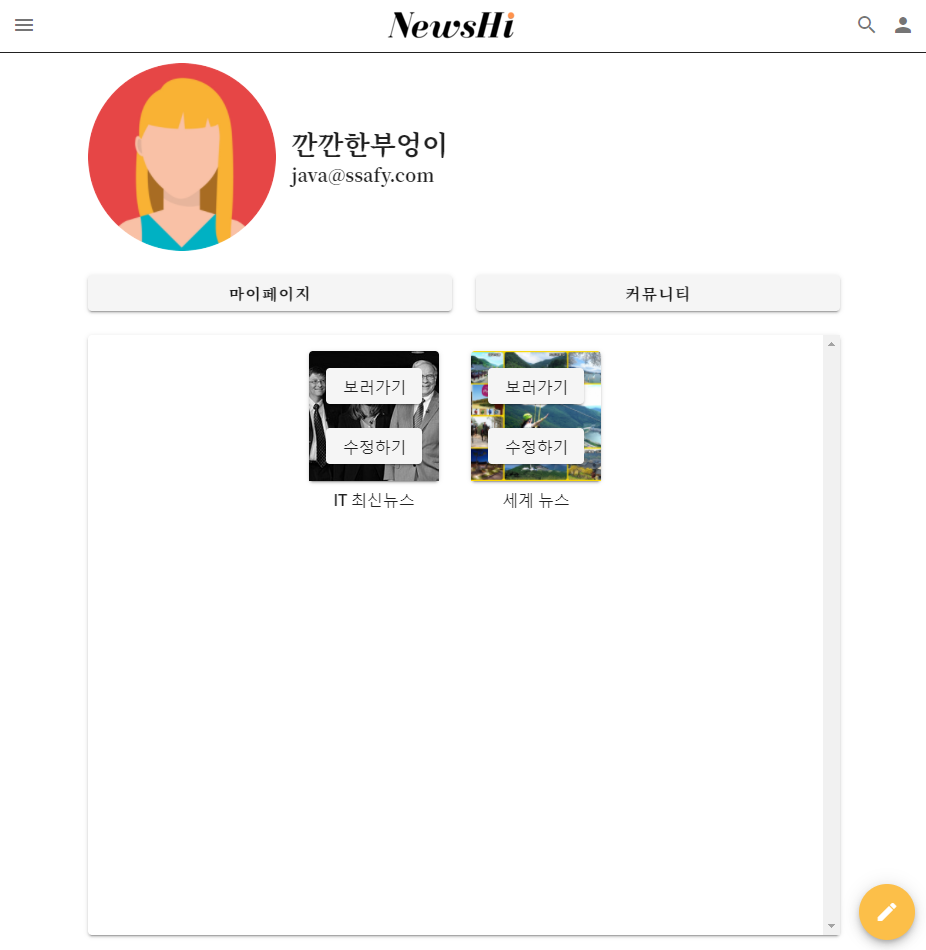 NewsHi
깐깐한부엉이
java@ssafy.com
마이페이지
커뮤니티
보러가기
수정하기
IT 최신뉴스
보러가기
수정하기
세계 뉴스